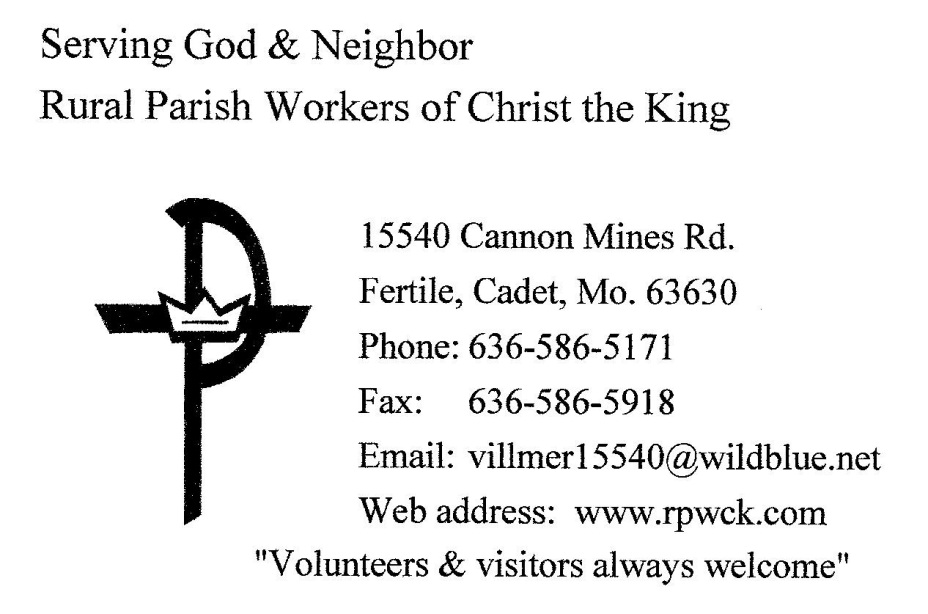 Serving God & Neighbor
Rural Parish Workers of Christ the King
15540 Cannon Mines Rd.
Fertile, Cadet, Mo. 63630
Phone: 636-586-5171
Fax: 636-586-5918
Email: villmer15540@wildblue.net
Web address: www.rpwck.com
"Volunteers & visitors always welcome"